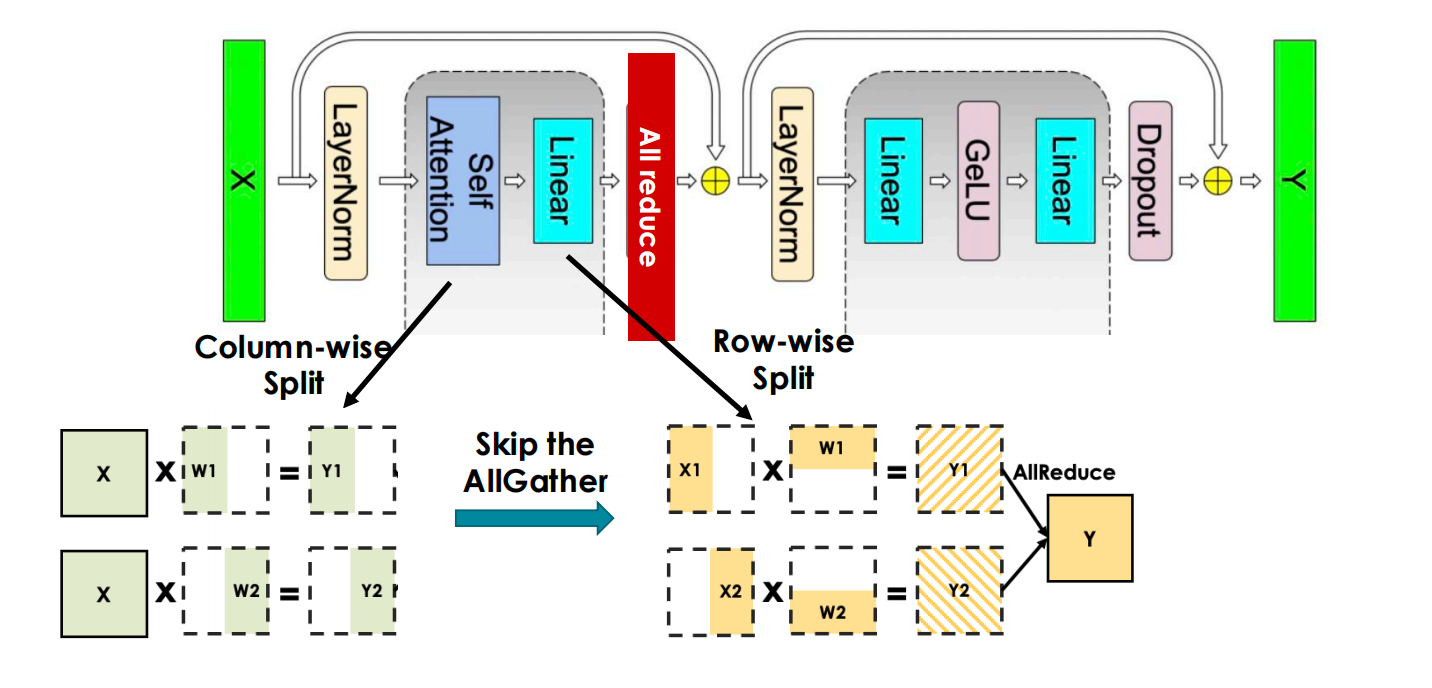 X
LayerNorm
Self
Attention
Linear
All reduce
LayerNorm
Linear
GeLU
Linear
Dropout
Y
Column-wise
Split
Row-wise
Split
X
X
W1
=
Y1
Skip the
AllGather
X1
X
W1
=
Y1
AllReduce
Y
X
X
W2
=
Y2
X2
X
W2
=
Y2